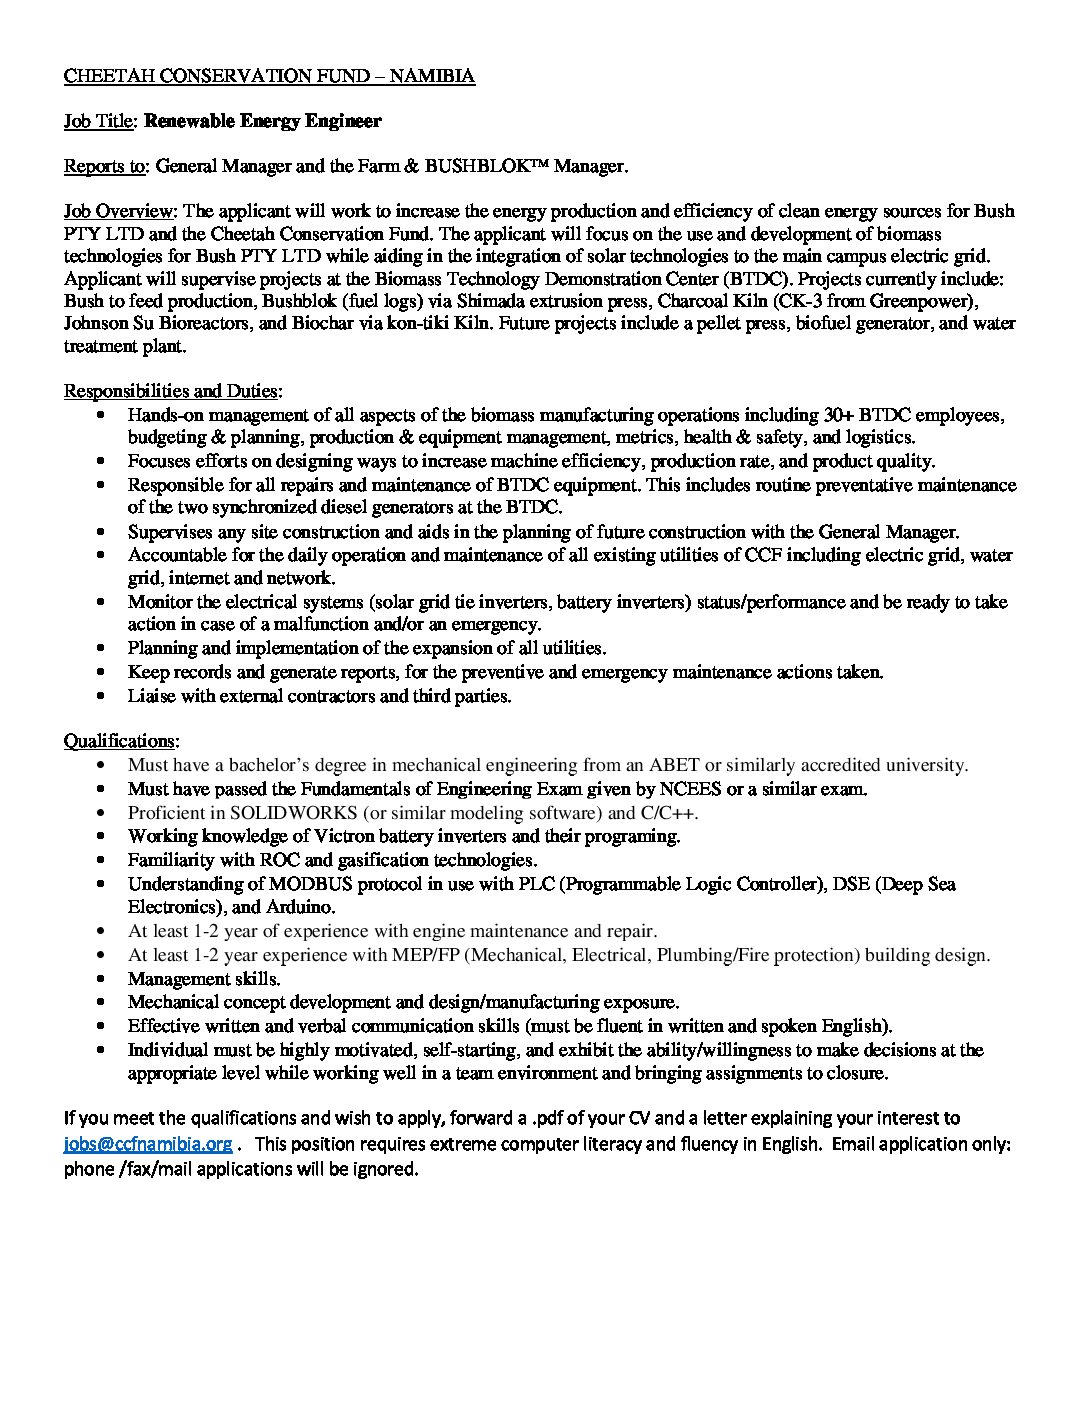 CHEETAH CONSERVATION FUND – NAMIBIA
Job Title: Renewable Energy Engineer
Reports to: General Manager and the Farm & BUSHBLOK™ Manager.
Job Overview: The applicant will work to increase the energy production and efficiency of clean energy sources for Bush
PTY LTD and the Cheetah Conservation Fund. The applicant will focus on the use and development of biomass
technologies for Bush PTY LTD while aiding in the integration of solar technologies to the main campus electric grid.
Applicant will supervise projects at the Biomass Technology Demonstration Center (BTDC). Projects currently include:
Bush to feed production, Bushblok (fuel logs) via Shimada extrusion press, Charcoal Kiln (CK-3 from Greenpower),
Johnson Su Bioreactors, and Biochar via kon-tiki Kiln. Future projects include a pellet press, biofuel generator, and water
treatment plant.
Responsibilities and Duties:
• Hands-on management of all aspects of the biomass manufacturing operations including 30+ BTDC employees,
budgeting & planning, production & equipment management, metrics, health & safety, and logistics.
• Focuses efforts on designing ways to increase machine efficiency, production rate, and product quality.
• Responsible for all repairs and maintenance of BTDC equipment. This includes routine preventative maintenance
of the two synchronized diesel generators at the BTDC.
• Supervises any site construction and aids in the planning of future construction with the General Manager.
• Accountable for the daily operation and maintenance of all existing utilities of CCF including electric grid, water
grid, internet and network.
• Monitor the electrical systems (solar grid tie inverters, battery inverters) status/performance and be ready to take
action in case of a malfunction and/or an emergency.
• Planning and implementation of the expansion of all utilities.
• Keep records and generate reports, for the preventive and emergency maintenance actions taken.
• Liaise with external contractors and third parties.
Qualifications:
• Must have a bachelor’s degree in mechanical engineering from an ABET or similarly accredited university.
• Must have passed the Fundamentals of Engineering Exam given by NCEES or a similar exam.
• Proficient in SOLIDWORKS (or similar modeling software) and C/C++.
• Working knowledge of Victron battery inverters and their programing.
• Familiarity with ROC and gasification technologies.
• Understanding of MODBUS protocol in use with PLC (Programmable Logic Controller), DSE (Deep Sea
Electronics), and Arduino.
• At least 1-2 year of experience with engine maintenance and repair.
• At least 1-2 year experience with MEP/FP (Mechanical, Electrical, Plumbing/Fire protection) building design.
• Management skills.
• Mechanical concept development and design/manufacturing exposure.
• Effective written and verbal communication skills (must be fluent in written and spoken English).
• Individual must be highly motivated, self-starting, and exhibit the ability/willingness to make decisions at the
appropriate level while working well in a team environment and bringing assignments to closure.
If you meet the qualifications and wish to apply, forward a .pdf of your CV and a letter explaining your interest to
jobs@ccfnamibia.org . This position requires extreme computer literacy and fluency in English. Email application only:
phone /fax/mail applications will be ignored.